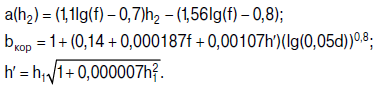 a(h₂) = (1,1lg(f) – 0,7)h₂ – (1,56lg(f) – 0,8);
bкор = 1+ (0,14 + 0,000187f + 0,00107h′)(lg(0,05d))⁰,⁸;
h′ = h₁√(1+ 0,000007h₁²).